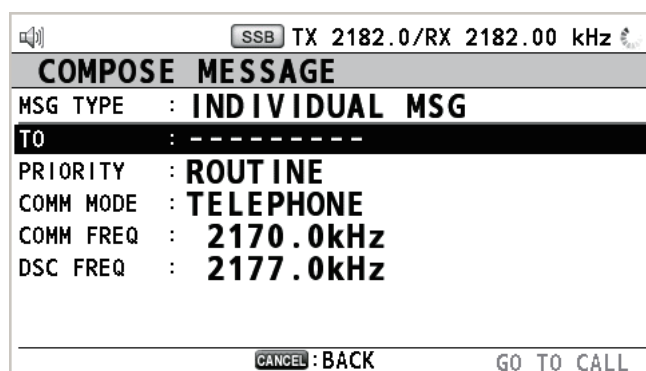 SSB TX 2182.0/RX 2182.00 kHz
COMPOSE MESSAGE
MSG TYPE : INDIVIDUAL MSG
TO : ---------
PRIORITY : ROUTINE
COMM MODE : TELEPHONE
COMM FREQ : 2170.0kHz
DSC FREQ : 2177.0kHz
CANCEL : BACK GO TO CALL